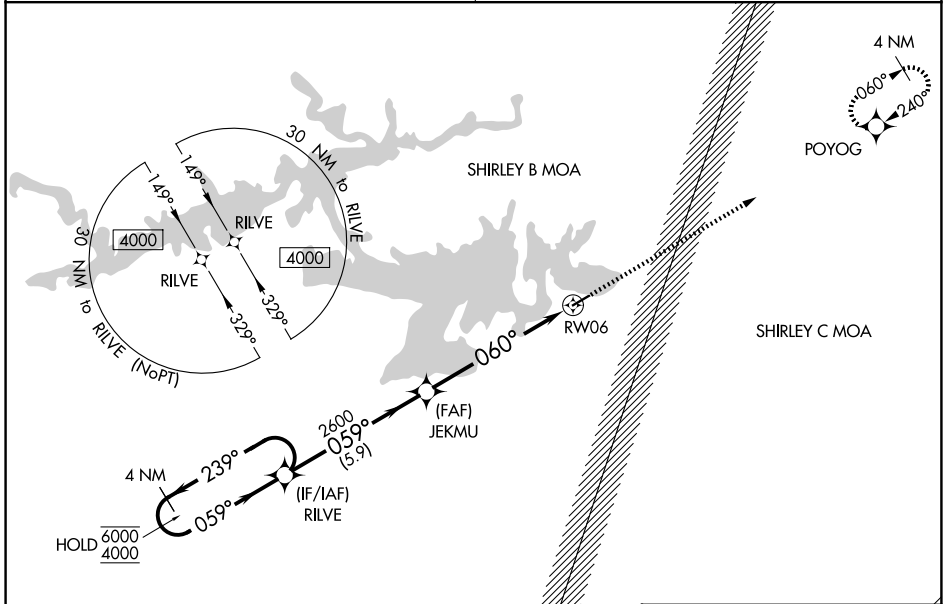 4 NM
060°
240°
POYOG
SHIRLEY B MOA
30 NM to RILVE
149°
149°
RILVE
4000
4000
RILVE
329°
329°
30 NM to RILVE (NoPT)
RW06
SHIRLEY C MOA
060°
(FAF)
JEKMU
2600
059°
(5.9)
4 NM
239°
059°
(IF/IAF)
RILVE
HOLD 6000
4000